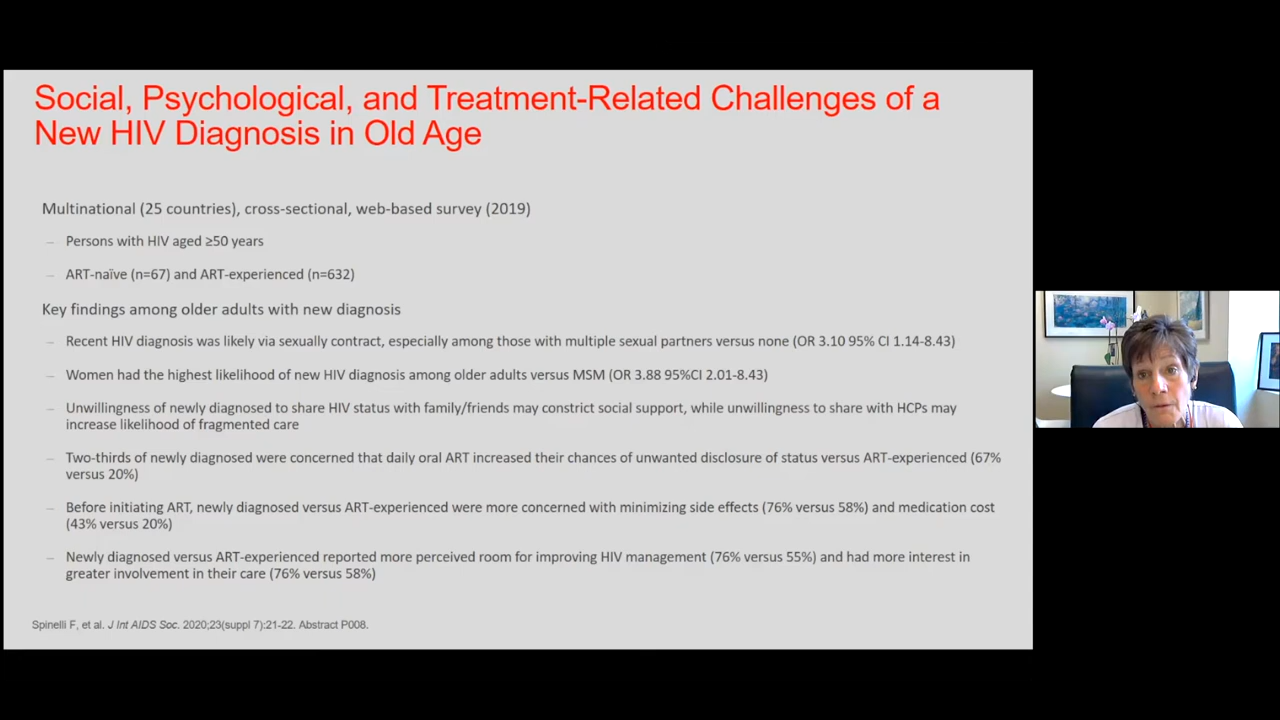 Social, Psychological, and Treatment-Related Challenges of a
New HIV Diagnosis in Old Age
Multinational (25 countries), cross-sectional, web-based survey (2019)
– Persons with HIV aged ≥50 years
– ART-naïve (n=67) and ART-experienced (n=632)
Key findings among older adults with new diagnosis
– Recent HIV diagnosis was likely via sexually contract, especially among those with multiple sexual partners versus none (OR 3.10 95% CI 1.14-8.43)
– Women had the highest likelihood of new HIV diagnosis among older adults versus MSM (OR 3.88 95%CI 2.01-8.43)
– Unwillingness of newly diagnosed to share HIV status with family/friends may constrict social support, while unwillingness to share with HCPs may
increase likelihood of fragmented care
– Two-thirds of newly diagnosed were concerned that daily oral ART increased their chances of unwanted disclosure of status versus ART-experienced (67%
versus 20%)
– Before initiating ART, newly diagnosed versus ART-experienced were more concerned with minimizing side effects (76% versus 58%) and medication cost
(43% versus 20%)
– Newly diagnosed versus ART-experienced reported more perceived room for improving HIV management (76% versus 55%) and had more interest in
greater involvement in their care (76% versus 58%)
Spinelli F, et al. J Int AIDS Soc. 2020;23(suppl 7):21-22. Abstract P008.